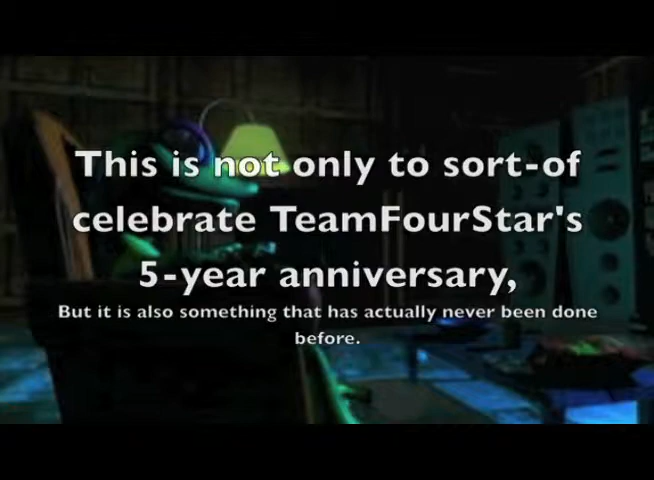 This is not only to sort-of
celebrate TeamFourStar's
5-year anniversary,
But it is also something that has actually never been done
before.